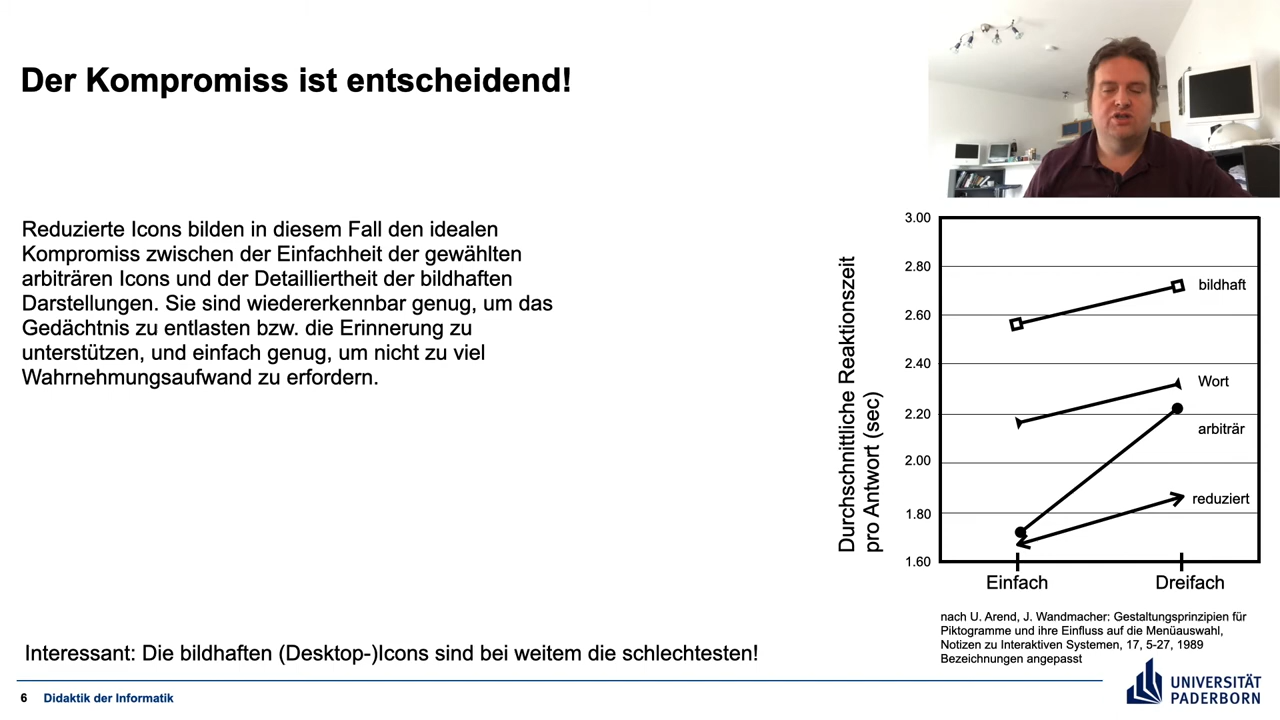 Der Kompromiss ist entscheidend!
Reduzierte Icons bilden in diesem Fall den idealen
Kompromiss zwischen der Einfachheit der gewählten
arbiträren Icons und der Detailliertheit der bildhaften
Darstellungen. Sie sind wiedererkennbar genug, um das
Gedächtnis zu entlasten bzw. die Erinnerung zu
unterstützen, und einfach genug, um nicht zu viel
Wahrnehmungsaufwand zu erfordern.
Durchschnittliche Reaktionszeit
pro Antwort (sec)
3.00
2.80
2.60
2.40
2.20
2.00
1.80
1.60
bildhaft
Wort
arbiträr
reduziert
Einfach
Dreifach
nach U. Arend, J. Wandmacher: Gestaltungsprinzipien für
Piktogramme und ihre Einfluss auf die Menüauswahl,
Notizen zu Interaktiven Systemen, 17, 5-27, 1989
Bezeichnungen angepasst
Interessant: Die bildhaften (Desktop-)Icons sind bei weitem die schlechtesten!
6 Didaktik der Informatik
UNIVERSITÄT
PADERBORN